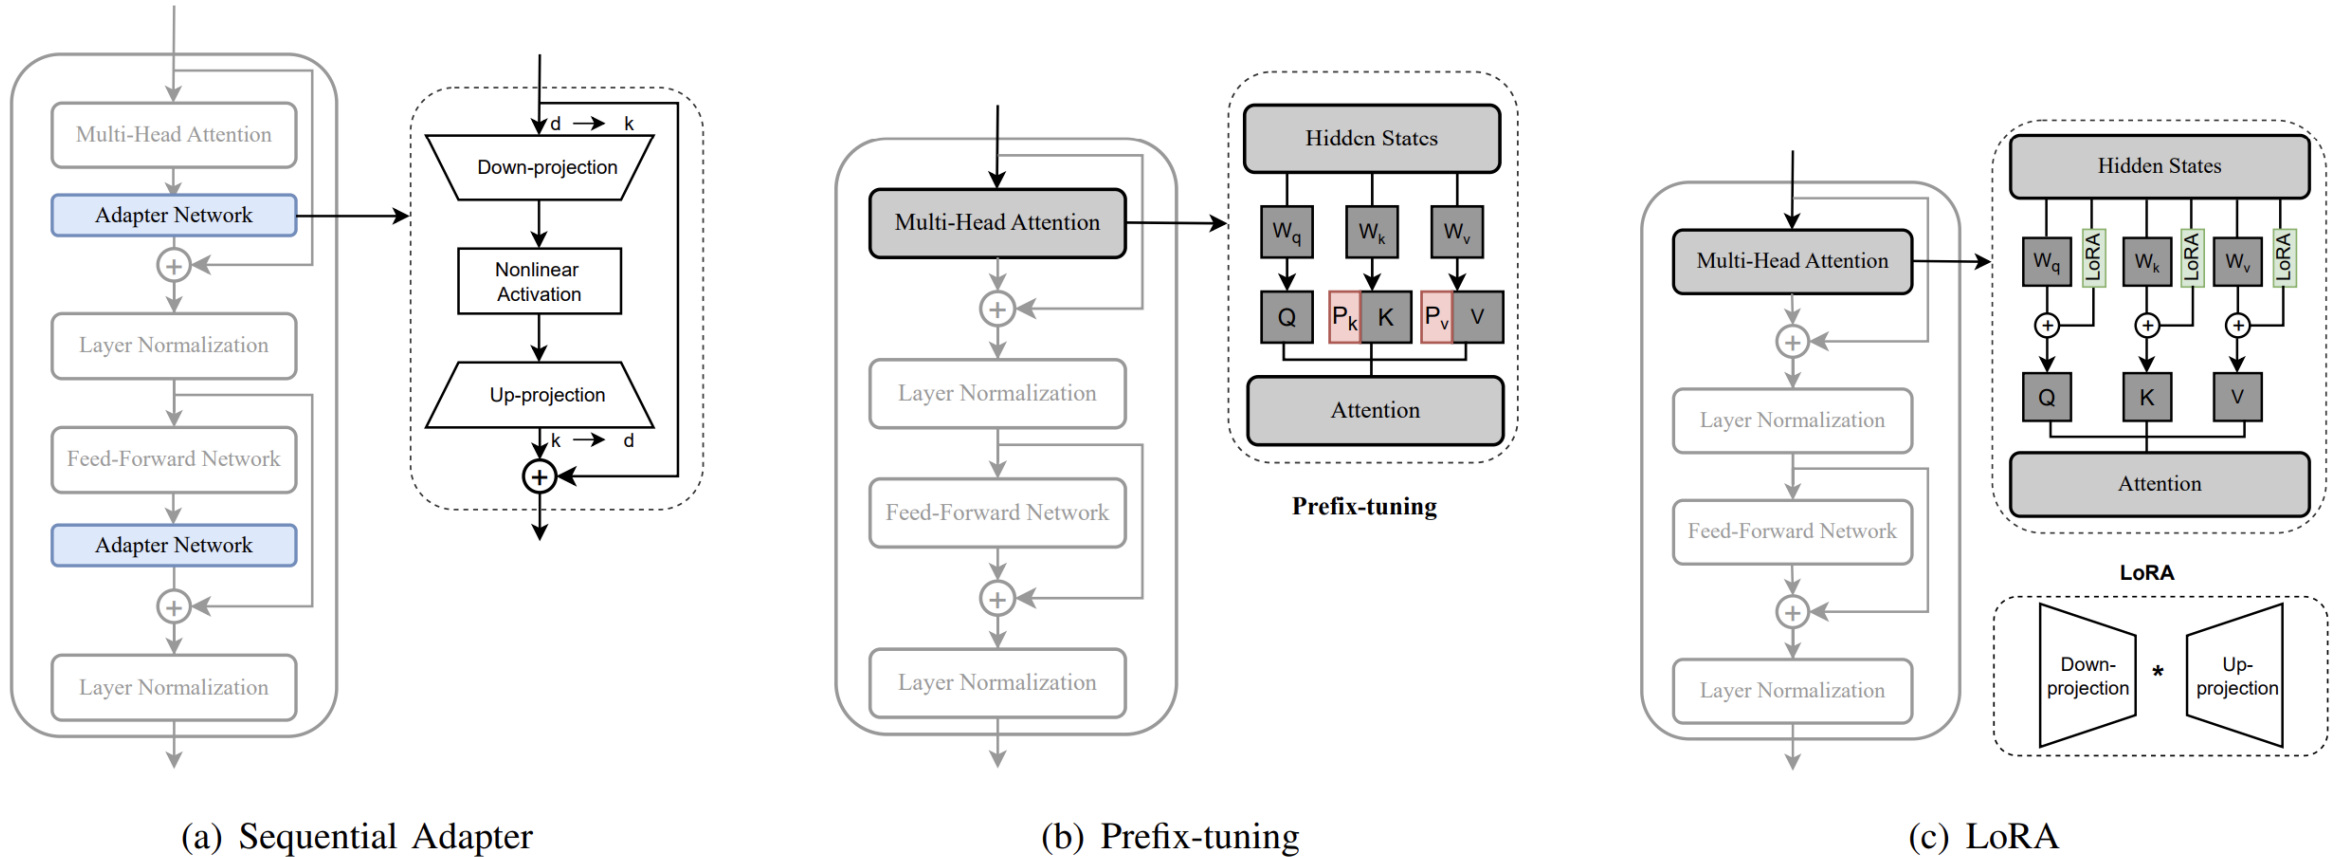 Multi-Head Attention
Adapter Network
+
Layer Normalization
Feed-Forward Network
Adapter Network
+
Layer Normalization
d → k
Down-projection
Nonlinear
Activation
Up-projection
k → d
+
(a) Sequential Adapter
Multi-Head Attention
+
Layer Normalization
Feed-Forward Network
+
Layer Normalization
Hidden States
Wq Wk Wv
Q Pk K Pv V
Attention
Prefix-tuning
(b) Prefix-tuning
Multi-Head Attention
+
Layer Normalization
Feed-Forward Network
+
Layer Normalization
Hidden States
Wq LoRA Wk LoRA Wv LoRA
+ + +
Q K V
Attention
LoRA
Down-
projection
*
Up-
projection
(c) LoRA